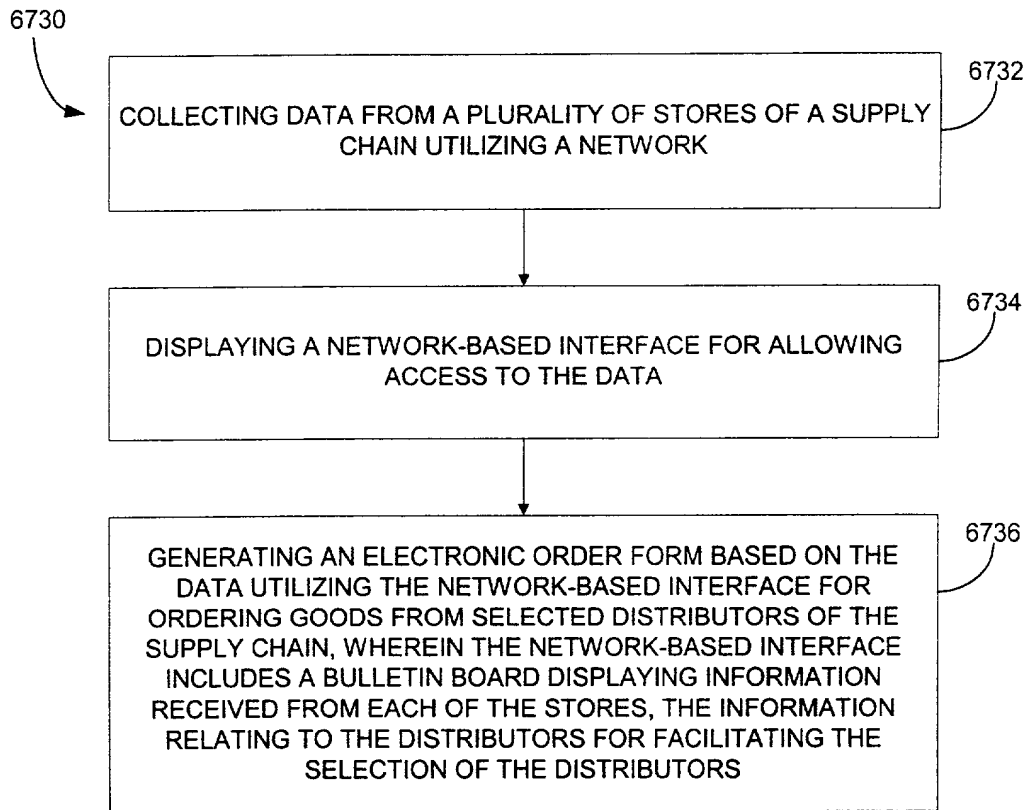 6730
6732
COLLECTING DATA FROM A PLURALITY OF STORES OF A SUPPLY
CHAIN UTILIZING A NETWORK
6734
DISPLAYING A NETWORK-BASED INTERFACE FOR ALLOWING
ACCESS TO THE DATA
6736
GENERATING AN ELECTRONIC ORDER FORM BASED ON THE
DATA UTILIZING THE NETWORK-BASED INTERFACE FOR
ORDERING GOODS FROM SELECTED DISTRIBUTORS OF THE
SUPPLY CHAIN, WHEREIN THE NETWORK-BASED INTERFACE
INCLUDES A BULLETIN BOARD DISPLAYING INFORMATION
RECEIVED FROM EACH OF THE STORES, THE INFORMATION
RELATING TO THE DISTRIBUTORS FOR FACILITATING THE
SELECTION OF THE DISTRIBUTORS